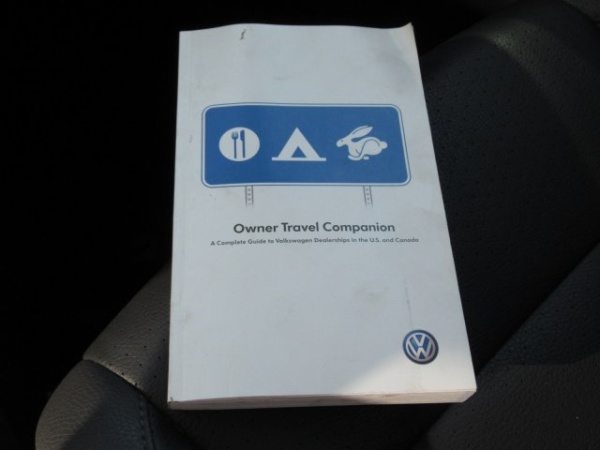 Owner Travel Companion
A Complete Guide to Volkswagen Dealerships in the U.S. and Canada